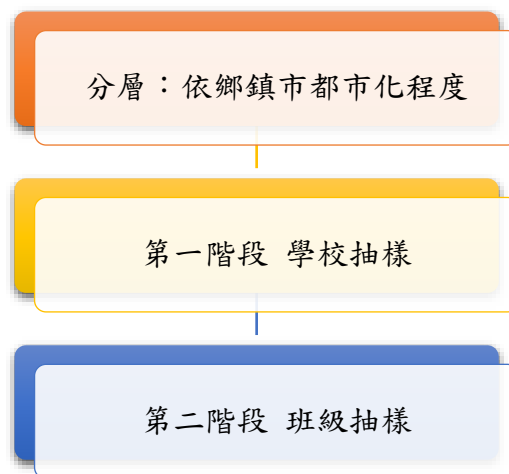 分層：依鄉鎮市都市化程度
第一階段 學校抽樣
第二階段 班級抽樣